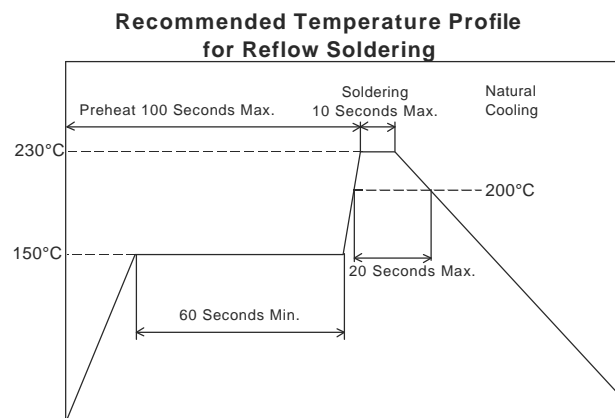 Recommended Temperature Profile
for Reflow Soldering
Soldering
10 Seconds Max.
Natural
Cooling
Preheat 100 Seconds Max.
230°C
200°C
150°C
20 Seconds Max.
60 Seconds Min.